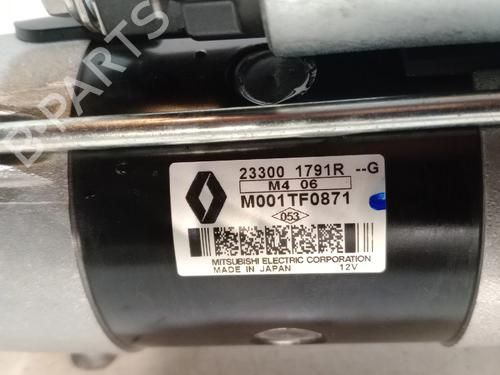 B-PARTS
23300 1791R --G
M4 06
M001TF0871
053
MITSUBISHI ELECTRIC CORPORATION
MADE IN JAPAN 12V